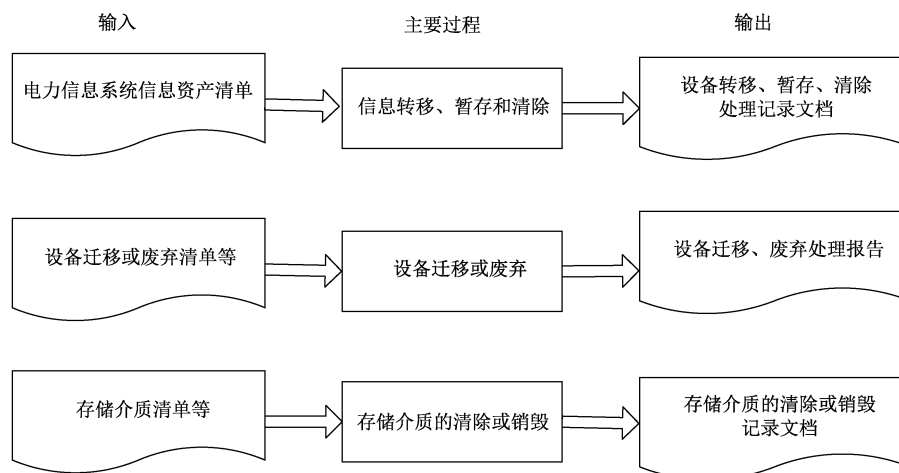 输入
主要过程
输出
电力信息系统信息资产清单
信息转移、暂存和清除
设备转移、暂存、清除
处理记录文档
设备迁移或废弃清单等
设备迁移或废弃
设备迁移、废弃处理报告
存储介质清单等
存储介质的清除或销毁
存储介质的清除或销毁
记录文档